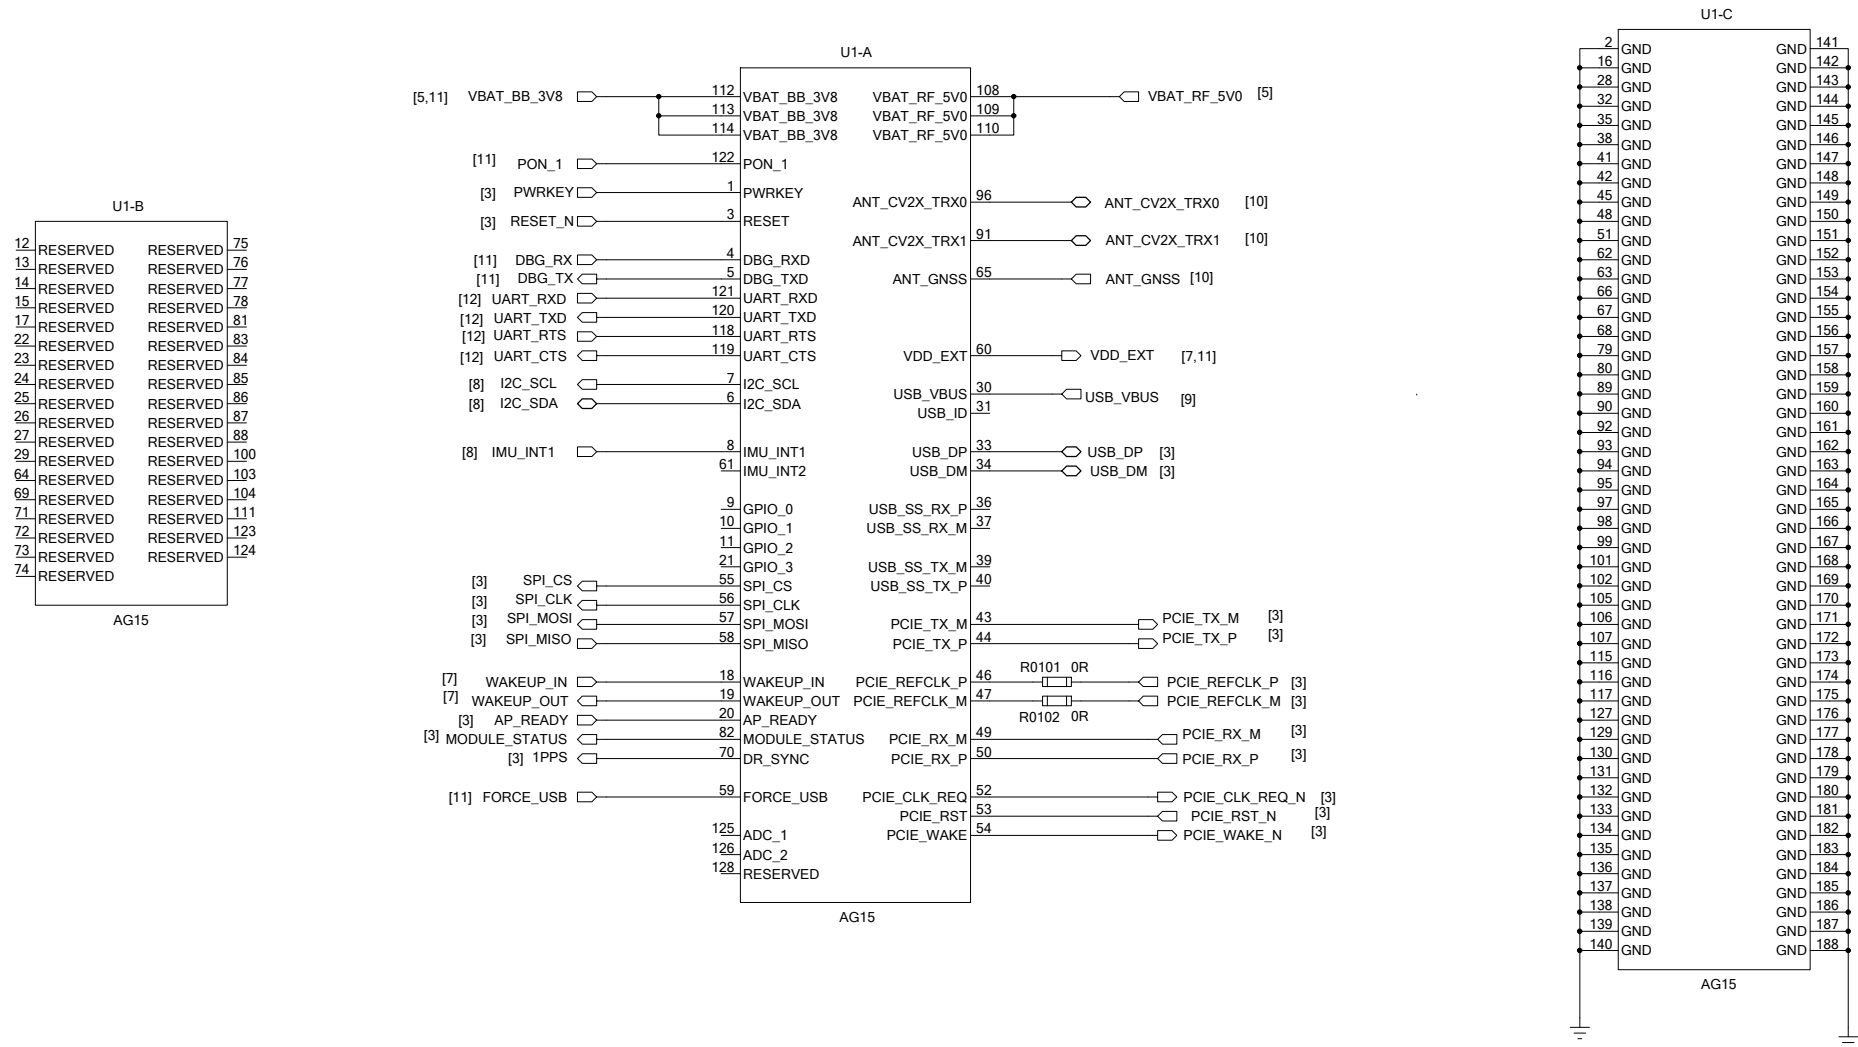 U1-B
12 RESERVED RESERVED 75
13 RESERVED RESERVED 76
14 RESERVED RESERVED 77
15 RESERVED RESERVED 78
17 RESERVED RESERVED 81
22 RESERVED RESERVED 83
23 RESERVED RESERVED 84
24 RESERVED RESERVED 85
25 RESERVED RESERVED 86
26 RESERVED RESERVED 87
27 RESERVED RESERVED 88
29 RESERVED RESERVED 100
64 RESERVED RESERVED 103
69 RESERVED RESERVED 104
71 RESERVED RESERVED 111
72 RESERVED RESERVED 123
73 RESERVED RESERVED 124
74 RESERVED
AG15
U1-A
[5,11] VBAT_BB_3V8 112 VBAT_BB_3V8 VBAT_RF_5V0 108 VBAT_RF_5V0 [5]
113 VBAT_BB_3V8 VBAT_RF_5V0 109
114 VBAT_BB_3V8 VBAT_RF_5V0 110
[11] PON_1 122 PON_1
[3] PWRKEY 1 PWRKEY
ANT_CV2X_TRX0 96 ANT_CV2X_TRX0 [10]
[3] RESET_N 3 RESET
ANT_CV2X_TRX1 91 ANT_CV2X_TRX1 [10]
[11] DBG_RX 4 DBG_RXD
[11] DBG_TX 5 DBG_TXD ANT_GNSS 65 ANT_GNSS [10]
[12] UART_RXD 121 UART_RXD
[12] UART_TXD 120 UART_TXD
[12] UART_RTS 118 UART_RTS
[12] UART_CTS 119 UART_CTS VDD_EXT 60 VDD_EXT [7,11]
[8] I2C_SCL 7 I2C_SCL
USB_VBUS 30 USB_VBUS [9]
[8] I2C_SDA 6 I2C_SDA
USB_ID 31
[8] IMU_INT1 8 IMU_INT1 USB_DP 33 USB_DP [3]
61 IMU_INT2 USB_DM 34 USB_DM [3]
9 GPIO_0 USB_SS_RX_P 36
10 GPIO_1 USB_SS_RX_M 37
11 GPIO_2
21 GPIO_3 USB_SS_TX_M 39
[3] SPI_CS 55 SPI_CS USB_SS_TX_P 40
[3] SPI_CLK 56 SPI_CLK
[3] SPI_MOSI 57 SPI_MOSI PCIE_TX_M 43 PCIE_TX_M [3]
[3] SPI_MISO 58 SPI_MISO PCIE_TX_P 44 PCIE_TX_P [3]
R0101 0R
[7] WAKEUP_IN 18 WAKEUP_IN PCIE_REFCLK_P 46 PCIE_REFCLK_P [3]
[7] WAKEUP_OUT 19 WAKEUP_OUT PCIE_REFCLK_M 47 PCIE_REFCLK_M [3]
R0102 0R
[3] AP_READY 20 AP_READY
[3] MODULE_STATUS 82 MODULE_STATUS PCIE_RX_M 49 PCIE_RX_M [3]
[3] 1PPS 70 DR_SYNC PCIE_RX_P 50 PCIE_RX_P [3]
[11] FORCE_USB 59 FORCE_USB PCIE_CLK_REQ 52 PCIE_CLK_REQ_N [3]
PCIE_RST 53 PCIE_RST_N [3]
125 ADC_1 PCIE_WAKE 54 PCIE_WAKE_N [3]
126 ADC_2
128 RESERVED
AG15
U1-C
2 GND GND 141
16 GND GND 142
28 GND GND 143
32 GND GND 144
35 GND GND 145
38 GND GND 146
41 GND GND 147
42 GND GND 148
45 GND GND 149
48 GND GND 150
51 GND GND 151
62 GND GND 152
63 GND GND 153
66 GND GND 154
67 GND GND 155
68 GND GND 156
79 GND GND 157
80 GND GND 158
89 GND GND 159
90 GND GND 160
92 GND GND 161
93 GND GND 162
94 GND GND 163
95 GND GND 164
97 GND GND 165
98 GND GND 166
99 GND GND 167
101 GND GND 168
102 GND GND 169
105 GND GND 170
106 GND GND 171
107 GND GND 172
115 GND GND 173
116 GND GND 174
117 GND GND 175
127 GND GND 176
129 GND GND 177
130 GND GND 178
131 GND GND 179
132 GND GND 180
133 GND GND 181
134 GND GND 182
135 GND GND 183
136 GND GND 184
137 GND GND 185
138 GND GND 186
139 GND GND 187
140 GND GND 188
AG15